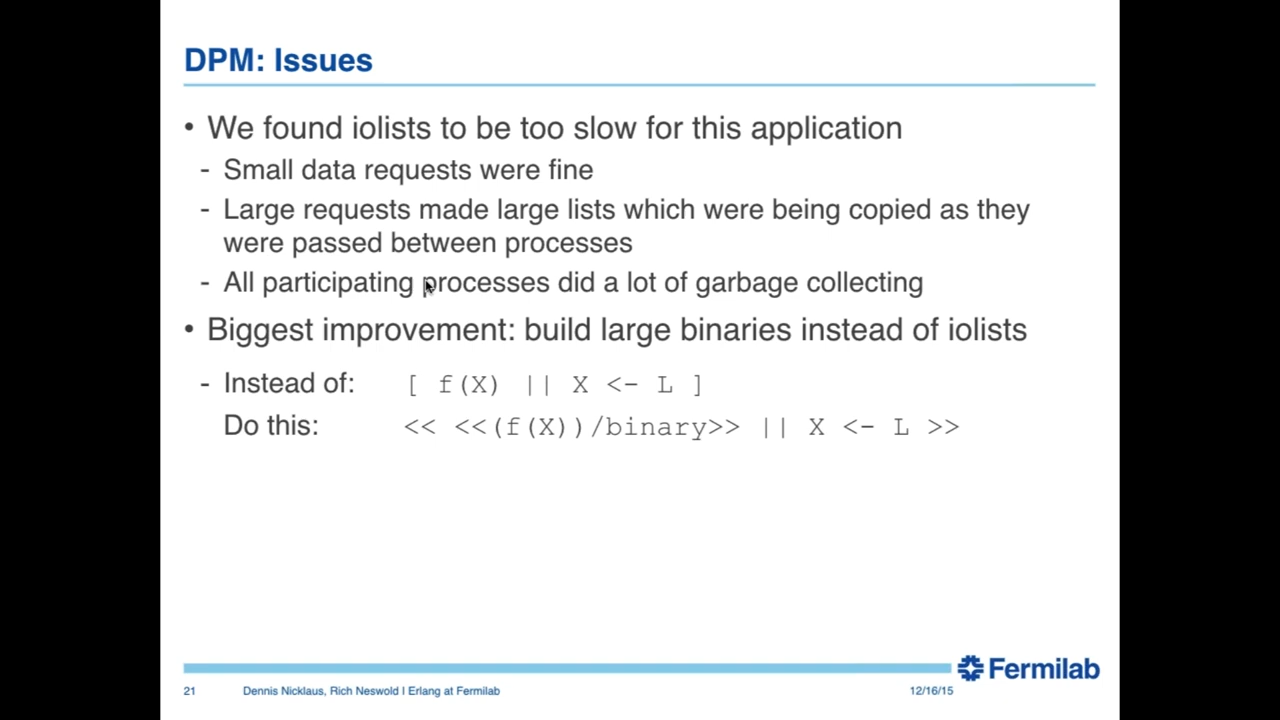 DPM: Issues
• We found iolists to be too slow for this application
- Small data requests were fine
- Large requests made large lists which were being copied as they
were passed between processes
- All participating processes did a lot of garbage collecting
• Biggest improvement: build large binaries instead of iolists
- Instead of: [ f(X) || X <- L ]
Do this: << <<(f(X))/binary>> || X <- L >>
Fermilab
21 Dennis Nicklaus, Rich Neswold I Erlang at Fermilab 12/16/15